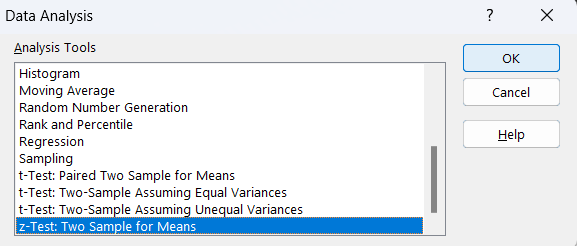 Data Analysis
?
Analysis Tools
OK
Histogram
Moving Average
Cancel
Random Number Generation
Rank and Percentile
Help
Regression
Sampling
t-Test: Paired Two Sample for Means
t-Test: Two-Sample Assuming Equal Variances
t-Test: Two-Sample Assuming Unequal Variances
z-Test: Two Sample for Means